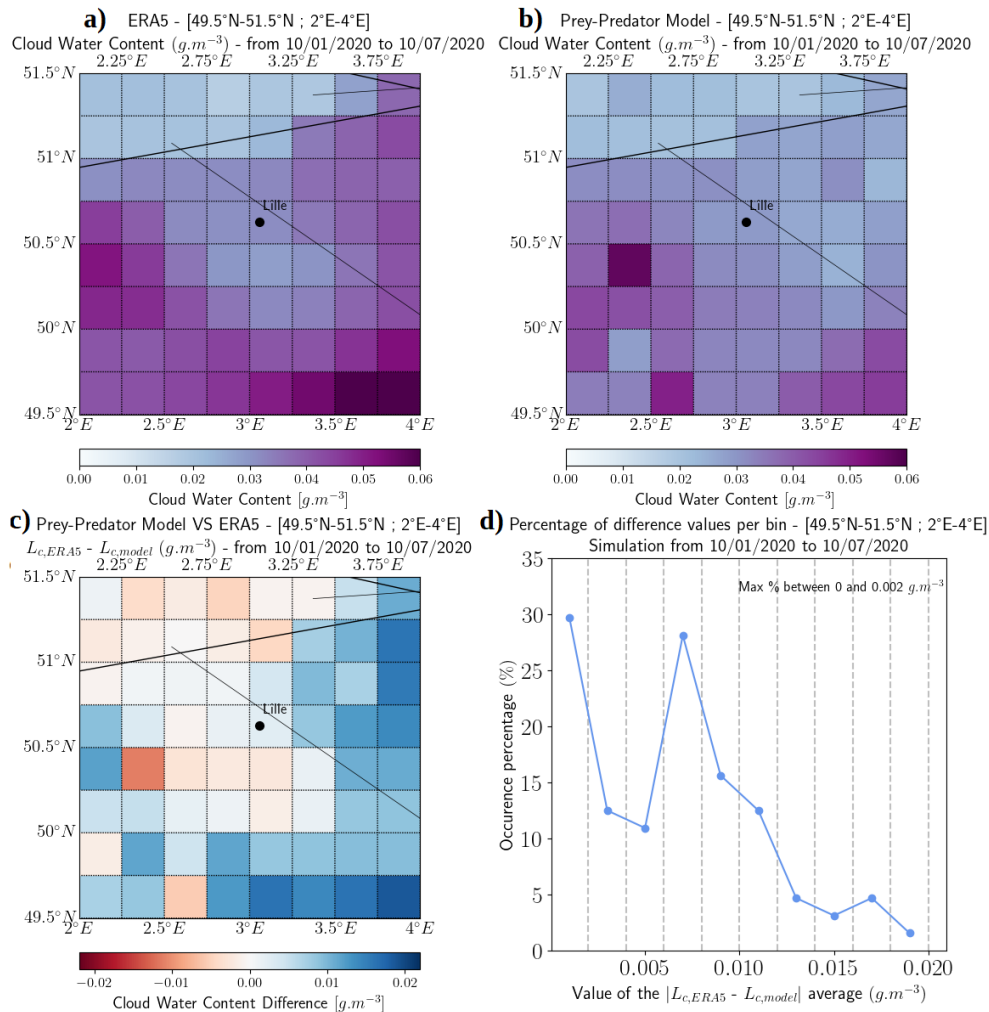 a) ERA5 - [49.5°N-51.5°N ; 2°E-4°E]
Cloud Water Content (g.m⁻³) - from 10/01/2020 to 10/07/2020
2.25°E 2.75°E 3.25°E 3.75°E
51.5°N
51°N
Lille
50.5°N
50°N
49.5°N
2°E 2.5°E 3°E 3.5°E 4°E
0.00 0.01 0.02 0.03 0.04 0.05 0.06
Cloud Water Content [g.m⁻³]
b) Prey-Predator Model - [49.5°N-51.5°N ; 2°E-4°E]
Cloud Water Content (g.m⁻³) - from 10/01/2020 to 10/07/2020
2.25°E 2.75°E 3.25°E 3.75°E
51.5°N
51°N
Lille
50.5°N
50°N
49.5°N
2°E 2.5°E 3°E 3.5°E 4°E
0.00 0.01 0.02 0.03 0.04 0.05 0.06
Cloud Water Content [g.m⁻³]
c) Prey-Predator Model VS ERA5 - [49.5°N-51.5°N ; 2°E-4°E]
L_{c,ERA5} - L_{c,model} (g.m⁻³) - from 10/01/2020 to 10/07/2020
2.25°E 2.75°E 3.25°E 3.75°E
51.5°N
51°N
Lille
50.5°N
50°N
49.5°N
2°E 2.5°E 3°E 3.5°E 4°E
−0.02 −0.01 0.00 0.01 0.02
Cloud Water Content Difference [g.m⁻³]
d) Percentage of difference values per bin - [49.5°N-51.5°N ; 2°E-4°E]
Simulation from 10/01/2020 to 10/07/2020
Max % between 0 and 0.002 g.m⁻³
35
30
25
20
15
10
5
0
Occurence percentage (%)
0.005 0.010 0.015 0.020
Value of the |L_{c,ERA5} - L_{c,model}| average (g.m⁻³)